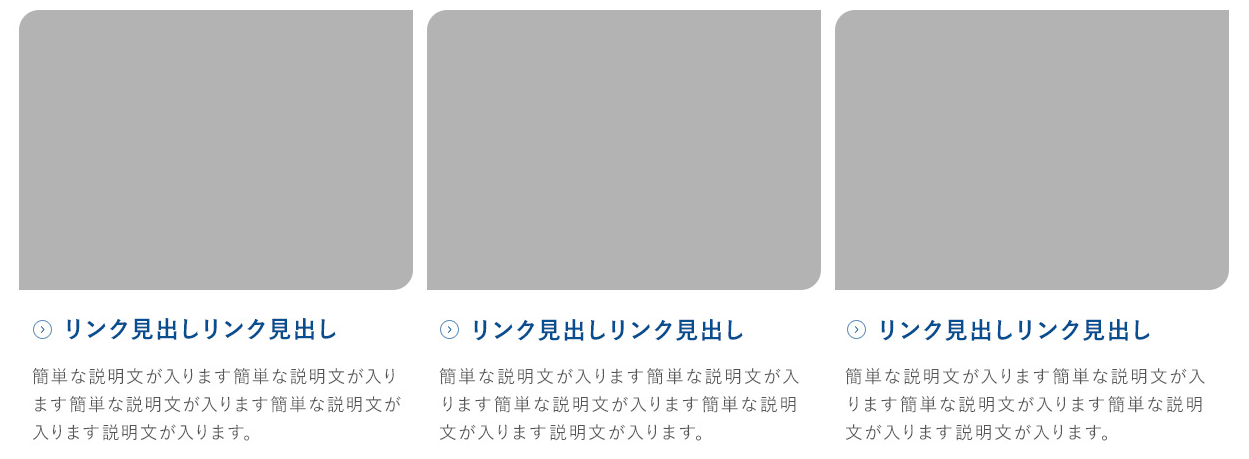 リンク見出しリンク見出し
簡単な説明文が入ります簡単な説明文が入り
ます簡単な説明文が入ります簡単な説明文が
入ります説明文が入ります。
リンク見出しリンク見出し
簡単な説明文が入ります簡単な説明文が入
ります簡単な説明文が入ります簡単な説明
文が入ります説明文が入ります。
リンク見出しリンク見出し
簡単な説明文が入ります簡単な説明文が入
ります簡単な説明文が入ります簡単な説明
文が入ります説明文が入ります。